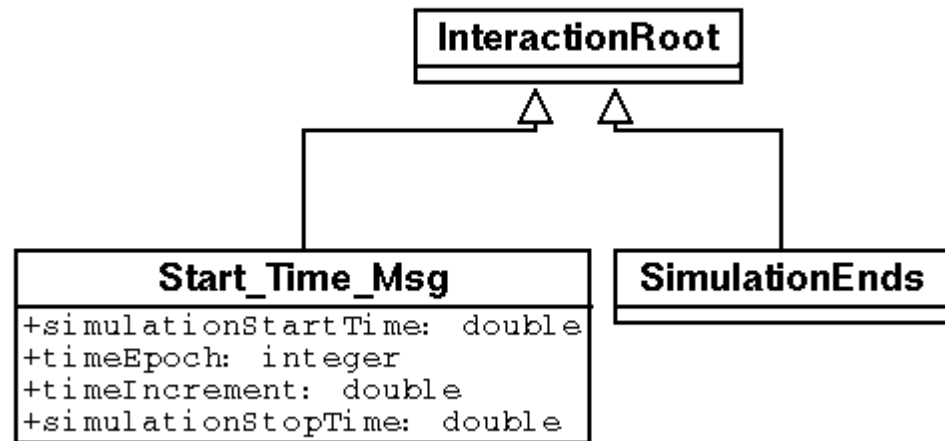 InteractionRoot
Start_Time_Msg
SimulationEnds
+simulationStartTime: double
+timeEpoch: integer
+timeIncrement: double
+simulationStopTime: double